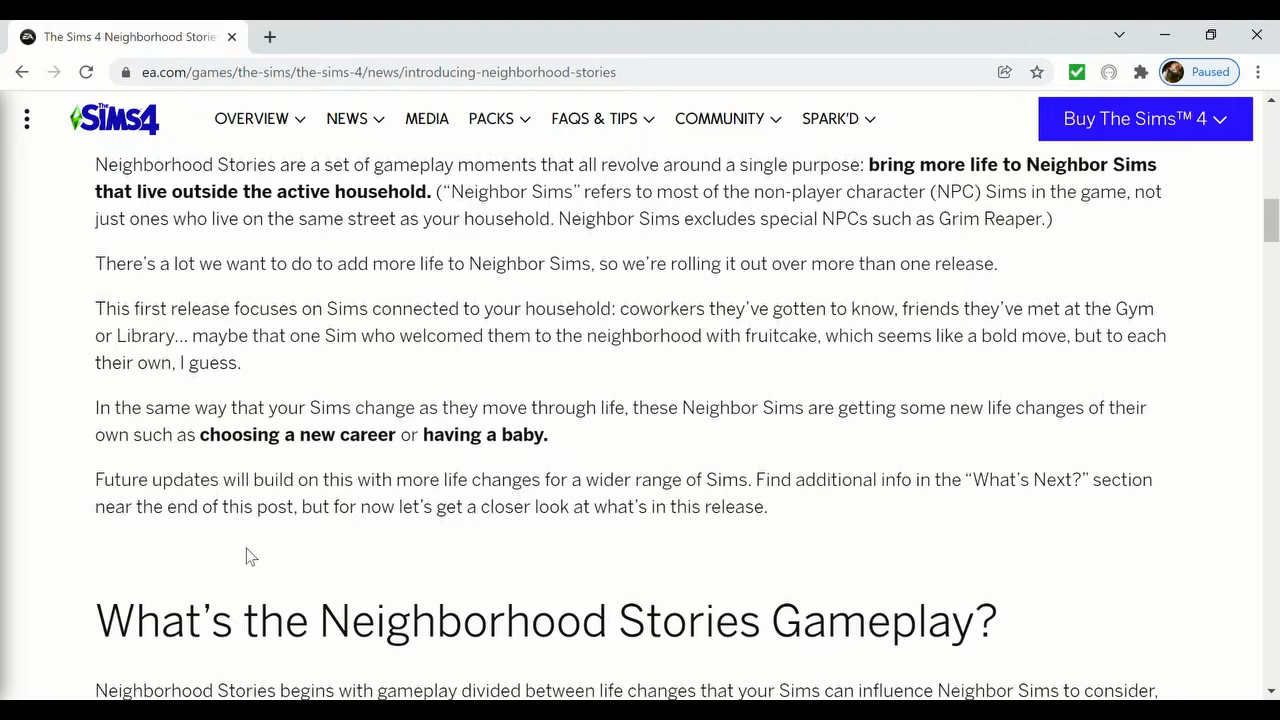 The Sims 4 Neighborhood Storie
ea.com/games/the-sims/the-sims-4/news/introducing-neighborhood-stories
Paused
The SiMS4
OVERVIEW NEWS MEDIA PACKS FAQS & TIPS COMMUNITY SPARK'D
Buy The Sims™ 4
Neighborhood Stories are a set of gameplay moments that all revolve around a single purpose: bring more life to Neighbor Sims
that live outside the active household. (“Neighbor Sims” refers to most of the non-player character (NPC) Sims in the game, not
just ones who live on the same street as your household. Neighbor Sims excludes special NPCs such as Grim Reaper.)
There’s a lot we want to do to add more life to Neighbor Sims, so we’re rolling it out over more than one release.
This first release focuses on Sims connected to your household: coworkers they’ve gotten to know, friends they’ve met at the Gym
or Library… maybe that one Sim who welcomed them to the neighborhood with fruitcake, which seems like a bold move, but to each
their own, I guess.
In the same way that your Sims change as they move through life, these Neighbor Sims are getting some new life changes of their
own such as choosing a new career or having a baby.
Future updates will build on this with more life changes for a wider range of Sims. Find additional info in the “What’s Next?” section
near the end of this post, but for now let’s get a closer look at what’s in this release.
What’s the Neighborhood Stories Gameplay?
Neighborhood Stories begins with gameplay divided between life changes that your Sims can influence Neighbor Sims to consider,